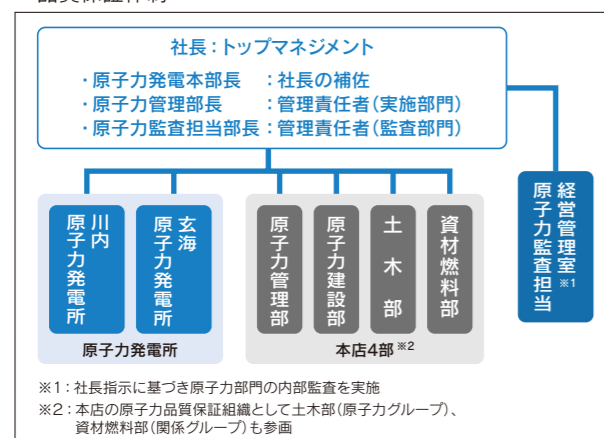 社長：トップマネジメント
・原子力発電本部長　：社長の補佐
・原子力管理部長　：管理責任者（実施部門）
・原子力監査担当部長：管理責任者（監査部門）
川内
原子力発電所
玄海
原子力発電所
原子力発電所
原子力管理部
原子力建設部
土木部
資材燃料部
本店4部※2
経営管理室※1
原子力監査担当
※1：社長指示に基づき原子力部門の内部監査を実施
※2：本店の原子力品質保証組織として土木部（原子力グループ）、
資材燃料部（関係グループ）も参画